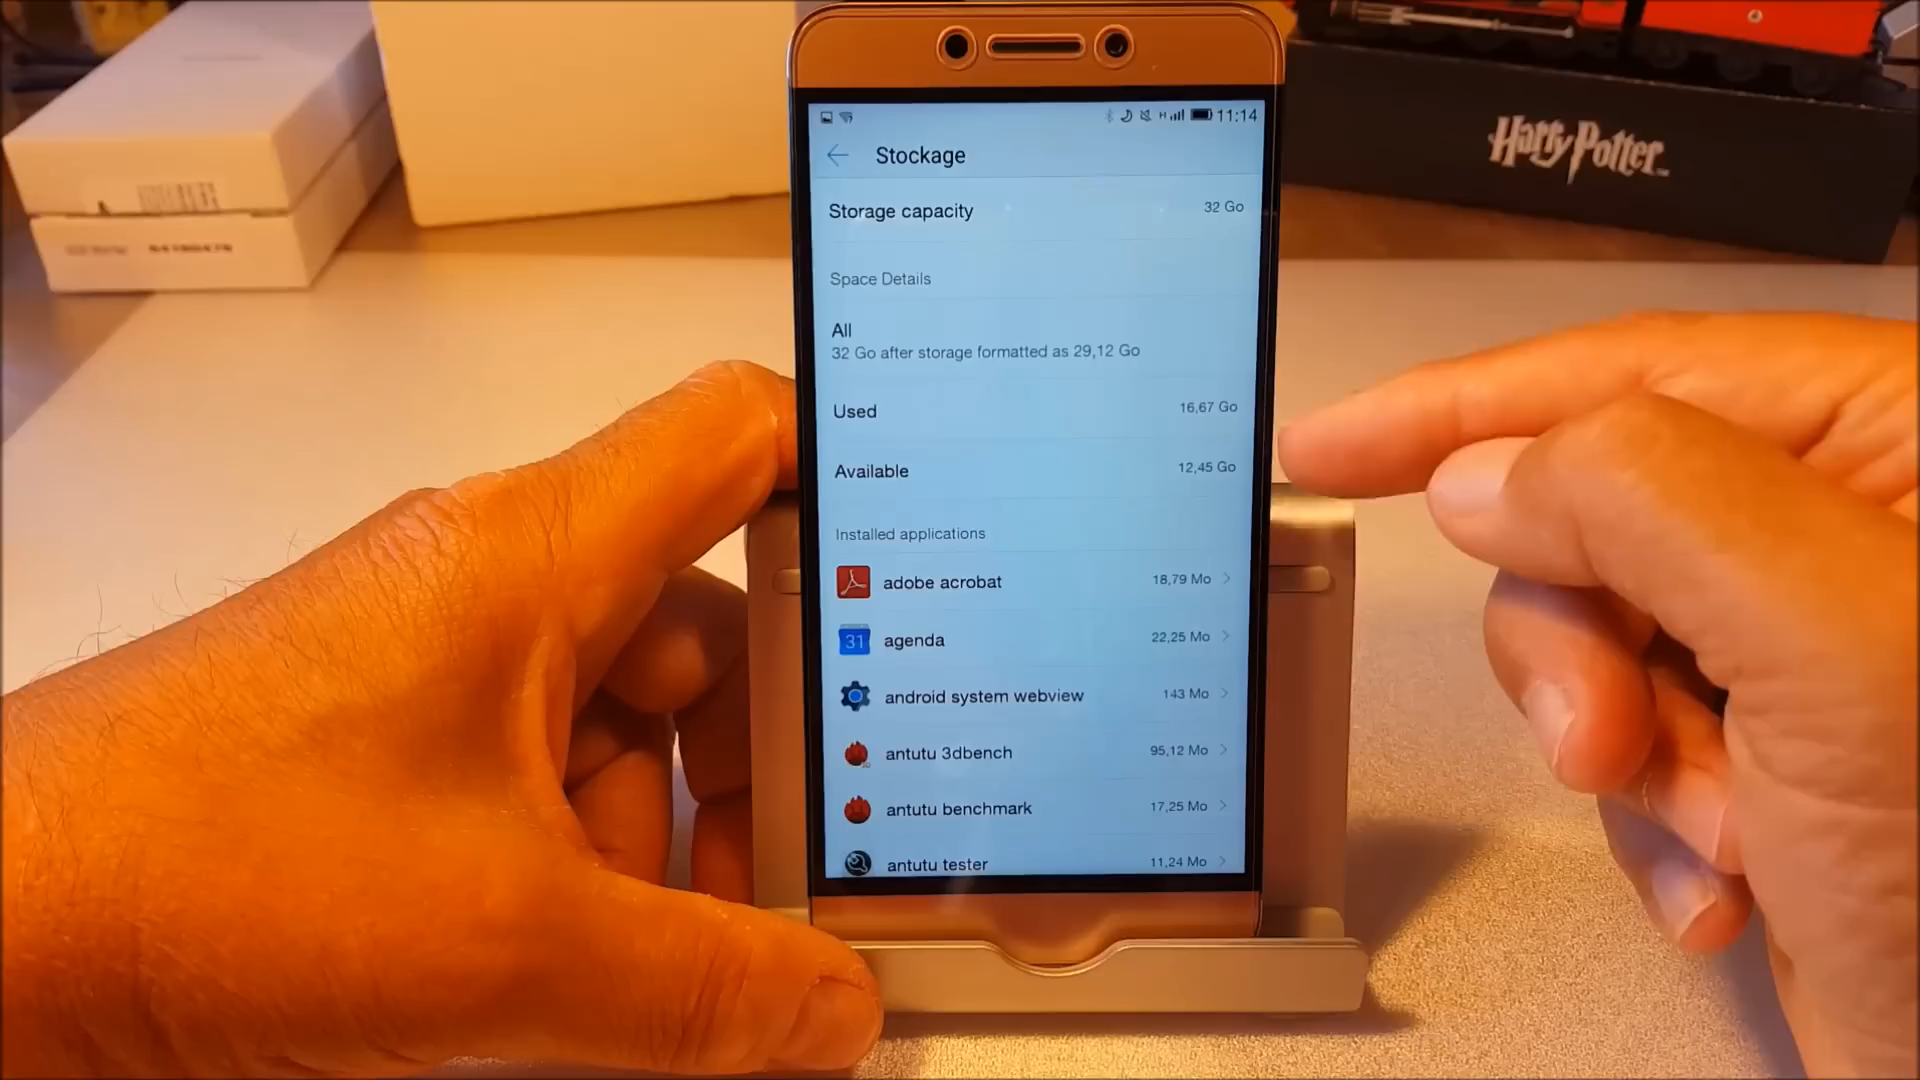 Harry Potter
11:14
Stockage
Storage capacity 32 Go
Space Details
All
32 Go after storage formatted as 29,12 Go
Used 16,67 Go
Available 12,45 Go
Installed applications
adobe acrobat 18,79 Mo
31 agenda 22,25 Mo
android system webview 143 Mo
antutu 3dbench 95,12 Mo
antutu benchmark 17,25 Mo
antutu tester 11,24 Mo